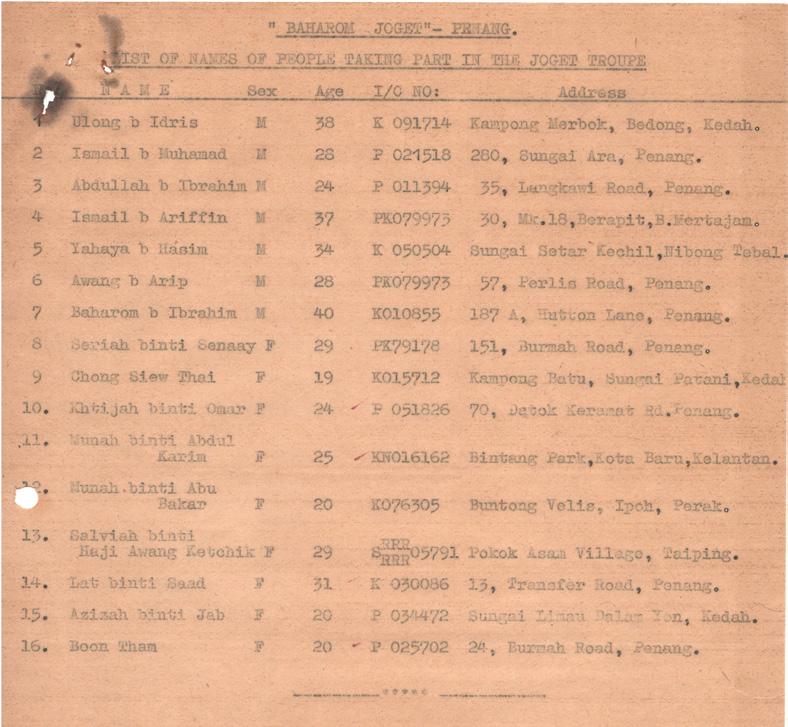 " BAHAROM JOGET"- PENANG.
LIST OF NAMES OF PEOPLE TAKING PART IN THE JOGET TROUPE
N A M E Sex Age I/C NO: Address
1 Ulong b Idris M 38 K 091714 Kampong Merbok, Bedong, Kedah.
2 Ismail b Muhamad M 28 P 021518 280, Sungai Ara, Penang.
3 Abdullah b Ibrahim M 24 P 011394 35, Langkawi Road, Penang.
4 Ismail b Ariffin M 37 PK079973 30, Mk.18,Berapit,B.Mertajam.
5 Yahaya b Hasim M 34 K 050504 Sungai Setar Kechil,Nibong Tebal.
6 Awang b Arip M 28 PK079973 57, Perlis Road, Penang.
7 Baharom b Ibrahim M 40 K010855 187 A, Hutton Lane, Penang.
8 Seriah binti Senaay F 29 PK79178 151, Burmah Road, Penang.
9 Chong Siew Thai F 19 K015712 Kampong Batu, Sungai Patani,Kedah
10. Khtijah binti Omar F 24 P 051826 70, Datok Keramat Rd.Penang.
11. Munah binti Abdul
Karim F 25 KN016162 Bintang Park,Kota Baru,Kelantan.
12. Munah binti Abu
Bakar F 20 K076305 Buntong Velis, Ipoh, Perak.
13. Salviah binti
Haji Awang Ketchik F 29 SRRR05791 Pokok Asam Village, Taiping.
RRR
14. Lat binti Saad F 31 K 030086 13, Transfer Road, Penang.
15. Azizah binti Jab F 20 P 034472 Sungai Limau Dalam Yen, Kedah.
16. Boon Tham F 20 P 025702 24, Burmah Road, Penang.